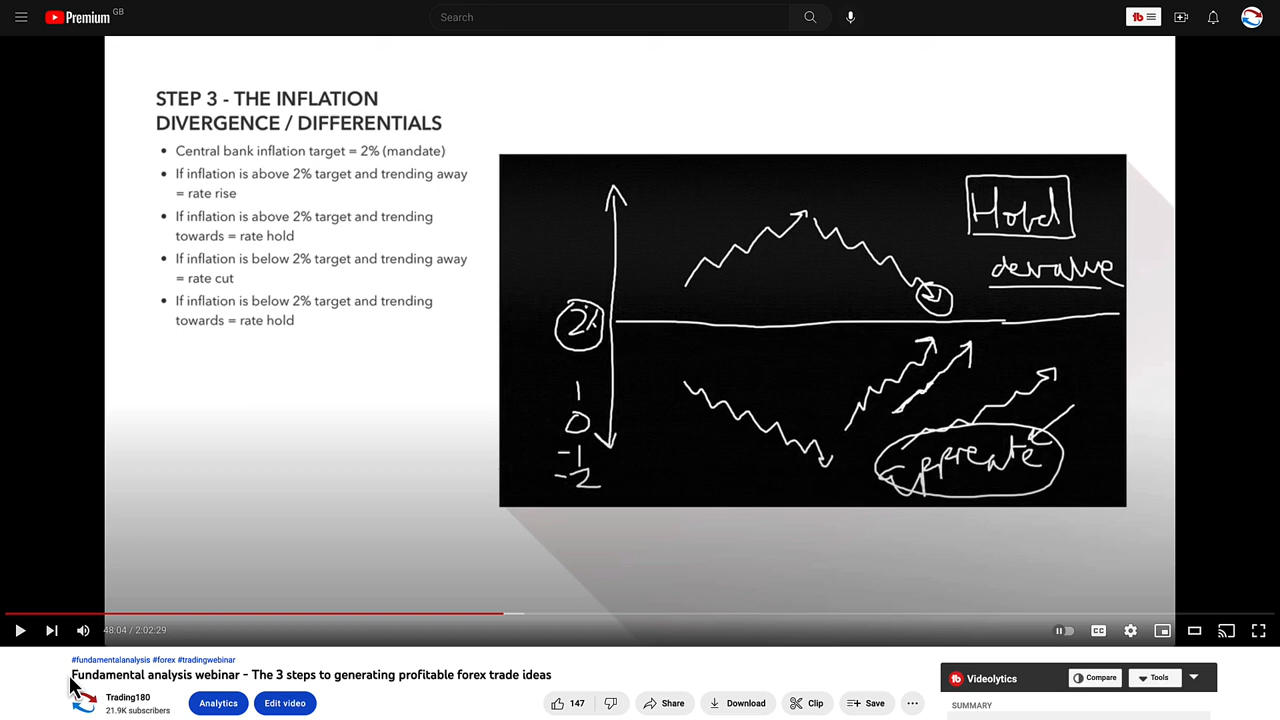 Premium GB
Search
STEP 3 - THE INFLATION
DIVERGENCE / DIFFERENTIALS
• Central bank inflation target = 2% (mandate)
• If inflation is above 2% target and trending away
= rate rise
• If inflation is above 2% target and trending
towards = rate hold
• If inflation is below 2% target and trending away
= rate cut
• If inflation is below 2% target and trending
towards = rate hold
Hold
devalue
2%
1
0
-1
-2
Appreciate
48:04 / 2:02:29
CC
#fundamentalanalysis #forex #tradingwebinar
Fundamental analysis webinar - The 3 steps to generating profitable forex trade ideas
Trading180
21.9K subscribers
Analytics
Edit video
147
Share
Download
Clip
Save
...
tb Videolytics
Compare
Tools
SUMMARY